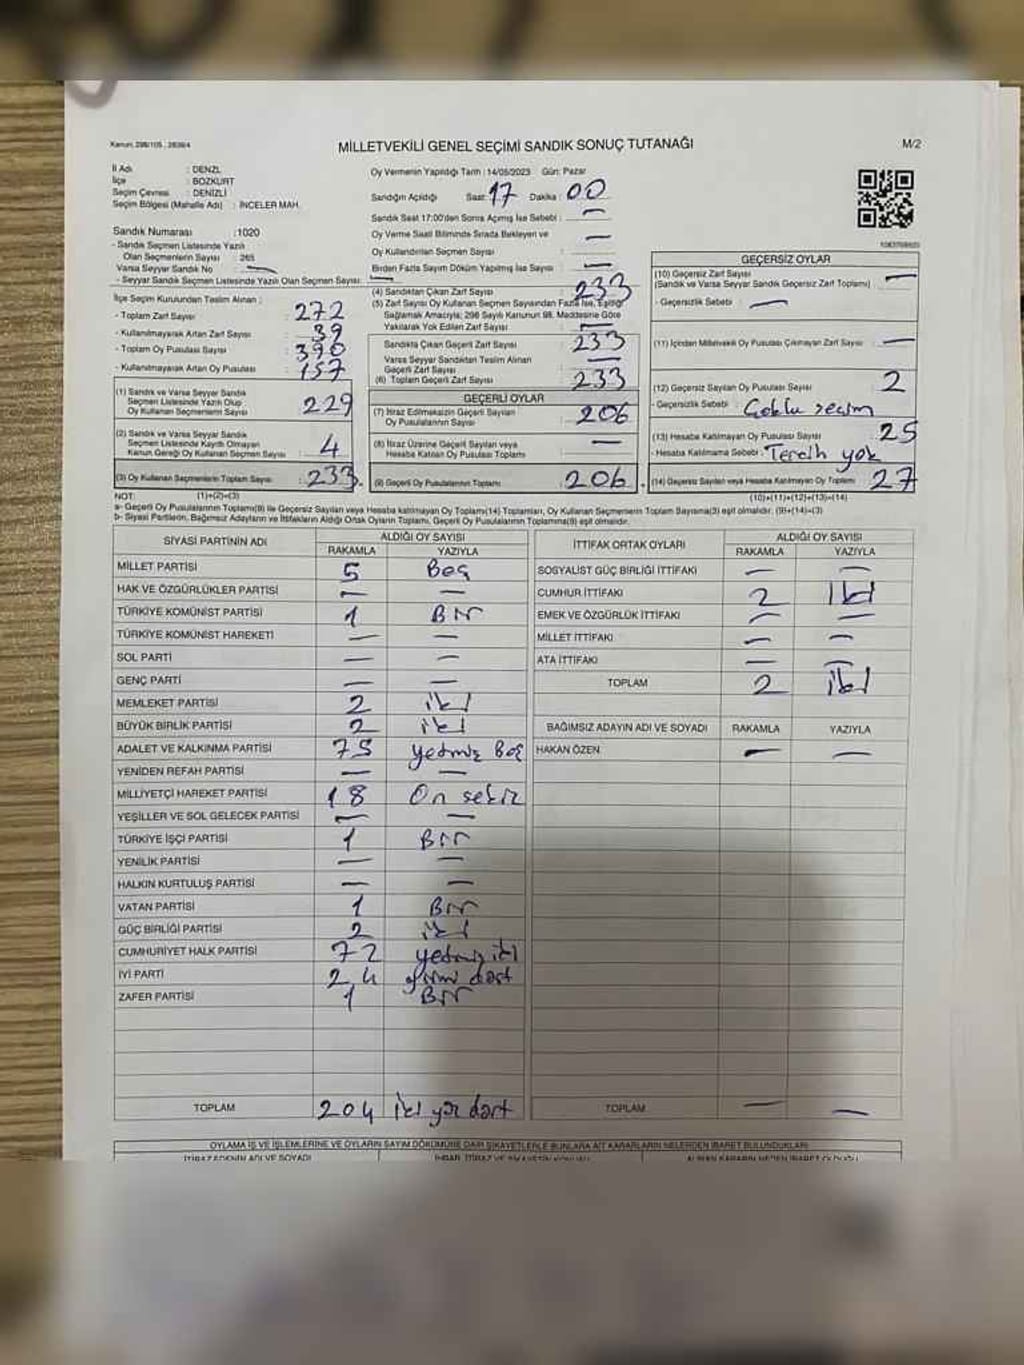 Kanun: 298/105, 2839/4
MİLLETVEKİLİ GENEL SEÇİMİ SANDIK SONUÇ TUTANAĞI
M/2
İl Adı : DENZL
İlçe : BOZKURT
Seçim Çevresi : DENİZLİ
Seçim Bölgesi (Mahalle Adı) : İNCELER MAH.
Sandık Numarası :1020
- Sandık Seçmen Listesinde Yazılı
Olan Seçmenlerin Sayısı : 265
Varsa Seyyar Sandık No —
- Seyyar Sandık Seçmen Listesinde Yazılı Olan Seçmen Sayısı: —
İlçe Seçim Kurulundan Teslim Alınan :
- Toplam Zarf Sayısı : 272
- Kullanılmayarak Artan Zarf Sayısı : 39
- Toplam Oy Pusulası Sayısı : 390
- Kullanılmayarak Artan Oy Pusulası : 157
(1) Sandık ve Varsa Seyyar Sandık
Seçmen Listesinde Yazılı Olup
Oy Kullanan Seçmenlerin Sayısı : 229
(2) Sandık ve Varsa Seyyar Sandık
Seçmen Listesinde Kayıtlı Olmayan
Kanun Gereği Oy Kullanan Seçmen Sayısı : 4
(3) Oy Kullanan Seçmenlerin Toplam Sayısı : 233.
Oy Vermenin Yapıldığı Tarih : 14/05/2023 Gün: Pazar
Sandığın Açıldığı Saat: 17 Dakika : 00
Sandık Saat 17:00'den Sonra Açılmış İse Sebebi : —
Oy Verme Saati Bitiminde Sırada Bekleyen ve
Oy Kullandırılan Seçmen Sayısı : —
Birden Fazla Sayım Döküm Yapılmış İse Sayısı : —
(4) Sandıktan Çıkan Zarf Sayısı : 233
(5) Zarf Sayısı Oy Kullanan Seçmen Sayısından Fazla İse, Eşitliği
Sağlamak Amacıyla; 298 Sayılı Kanunun 98. Maddesine Göre
Yakılarak Yok Edilen Zarf Sayısı : —
Sandıkta Çıkan Geçerli Zarf Sayısı : 233
Varsa Seyyar Sandıktan Teslim Alınan
Geçerli Zarf Sayısı : —
(6) Toplam Geçerli Zarf Sayısı : 233
GEÇERLİ OYLAR
(7) İtiraz Edilmeksizin Geçerli Sayılan
Oy Pusulalarının Sayısı : 206
(8) İtiraz Üzerine Geçerli Sayılan veya
Hesaba Katılan Oy Pusulası Toplamı : —
(9) Geçerli Oy Pusulalarının Toplamı : 206.
GEÇERSİZ OYLAR
(10) Geçersiz Zarf Sayısı —
(Sandık ve Varsa Seyyar Sandık Geçersiz Zarf Toplamı) :
- Geçersizlik Sebebi : —
(11) İçinden Milletvekili Oy Pusulası Çıkmayan Zarf Sayısı : —
(12) Geçersiz Sayılan Oy Pusulası Sayısı : 2
- Geçersizlik Sebebi : Çoklu seçim
(13) Hesaba Katılmayan Oy Pusulası Sayısı : 25
- Hesaba Katılmama Sebebi : Tercih yok
(14) Geçersiz Sayılan veya Hesaba Katılmayan Oy Toplamı : 27
NOT: (1)+(2)=(3)
(10)+(11)+(12)+(13)=(14)
a- Geçerli Oy Pusulalarının Toplamı(9) ile Geçersiz Sayılan veya Hesaba katılmayan Oy Toplamı(14) Toplamları, Oy Kullanan Seçmenlerin Toplam Sayısına(3) eşit olmalıdır. (9)+(14)=(3)
b- Siyasi Partilerin, Bağımsız Adayların ve İttifakların Aldığı Ortak Oyların Toplamı, Geçerli Oy Pusulalarının Toplamına(9) eşit olmalıdır.
SİYASİ PARTİNİN ADI ALDIĞI OY SAYISI
RAKAMLA YAZIYLA
MİLLET PARTİSİ 5 Beş
HAK VE ÖZGÜRLÜKLER PARTİSİ — —
TÜRKİYE KOMÜNİST PARTİSİ 1 Bir
TÜRKİYE KOMÜNİST HAREKETİ — —
SOL PARTİ — —
GENÇ PARTİ — —
MEMLEKET PARTİSİ 2 iki
BÜYÜK BİRLİK PARTİSİ 2 iki
ADALET VE KALKINMA PARTİSİ 75 yetmiş Beş
YENİDEN REFAH PARTİSİ — —
MİLLİYETÇİ HAREKET PARTİSİ 18 On sekiz
YEŞİLLER VE SOL GELECEK PARTİSİ — —
TÜRKİYE İŞÇİ PARTİSİ 1 Bir
YENİLİK PARTİSİ — —
HALKIN KURTULUŞ PARTİSİ — —
VATAN PARTİSİ 1 Bir
GÜÇ BİRLİĞİ PARTİSİ 2 iki
CUMHURİYET HALK PARTİSİ 72 yetmiş iki
İYİ PARTİ 24 yirmi dört
ZAFER PARTİSİ 1 Bir
TOPLAM 204 iki yüz dört
İTTİFAK ORTAK OYLARI ALDIĞI OY SAYISI
RAKAMLA YAZIYLA
SOSYALİST GÜÇ BİRLİĞİ İTTİFAKI — —
CUMHUR İTTİFAKI 2 iki
EMEK VE ÖZGÜRLÜK İTTİFAKI — —
MİLLET İTTİFAKI — —
ATA İTTİFAKI — —
TOPLAM 2 iki
BAĞIMSIZ ADAYIN ADI VE SOYADI RAKAMLA YAZIYLA
HAKAN ÖZEN — —
TOPLAM — —
OYLAMA İŞ VE İŞLEMLERİNE VE OYLARIN SAYIM DÖKÜMÜNE DAİR ŞİKAYETLERLE BUNLARA AİT KARARLARIN NELERDEN İBARET BULUNDUKLARI